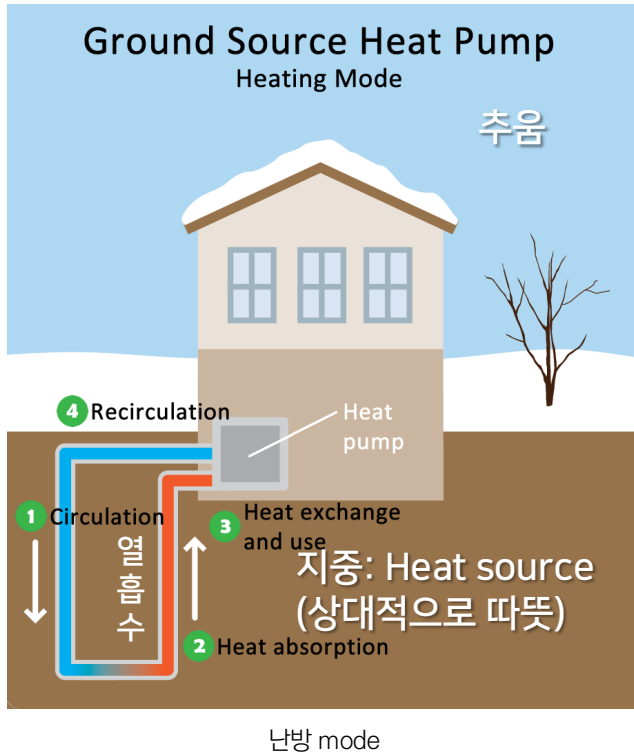 Ground Source Heat Pump
Heating Mode
추움
4 Recirculation
Heat
pump
1 Circulation
3 Heat exchange
and use
열
흡
수
지중: Heat source
(상대적으로 따뜻)
2 Heat absorption
난방 mode